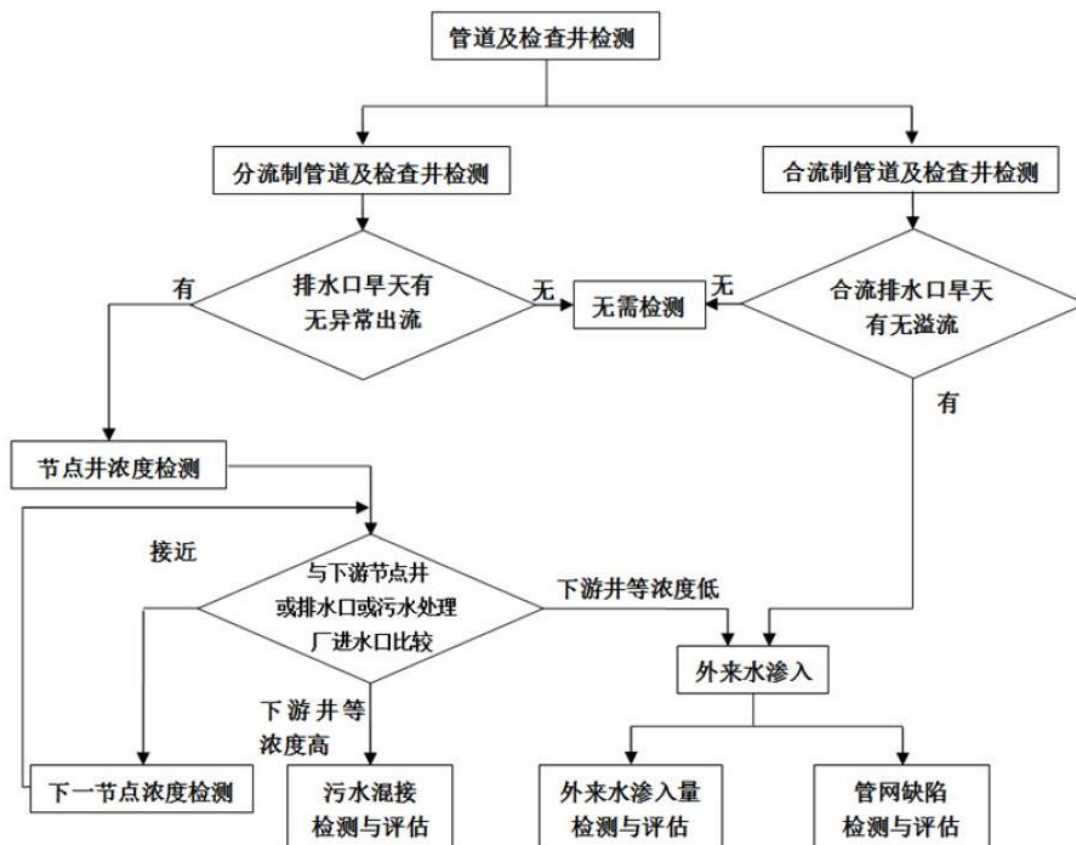 管道及检查井检测
分流制管道及检查井检测
合流制管道及检查井检测
排水口旱天有
无异常出流
有
无
无需检测
无
合流排水口旱天
有无溢流
有
节点井浓度检测
接近
与下游节点井
或排水口或污水处理
厂进水口比较
下游井等浓度低
外来水渗入
下游井等
浓度高
下一节点浓度检测
污水混接
检测与评估
外来水渗入量
检测与评估
管网缺陷
检测与评估